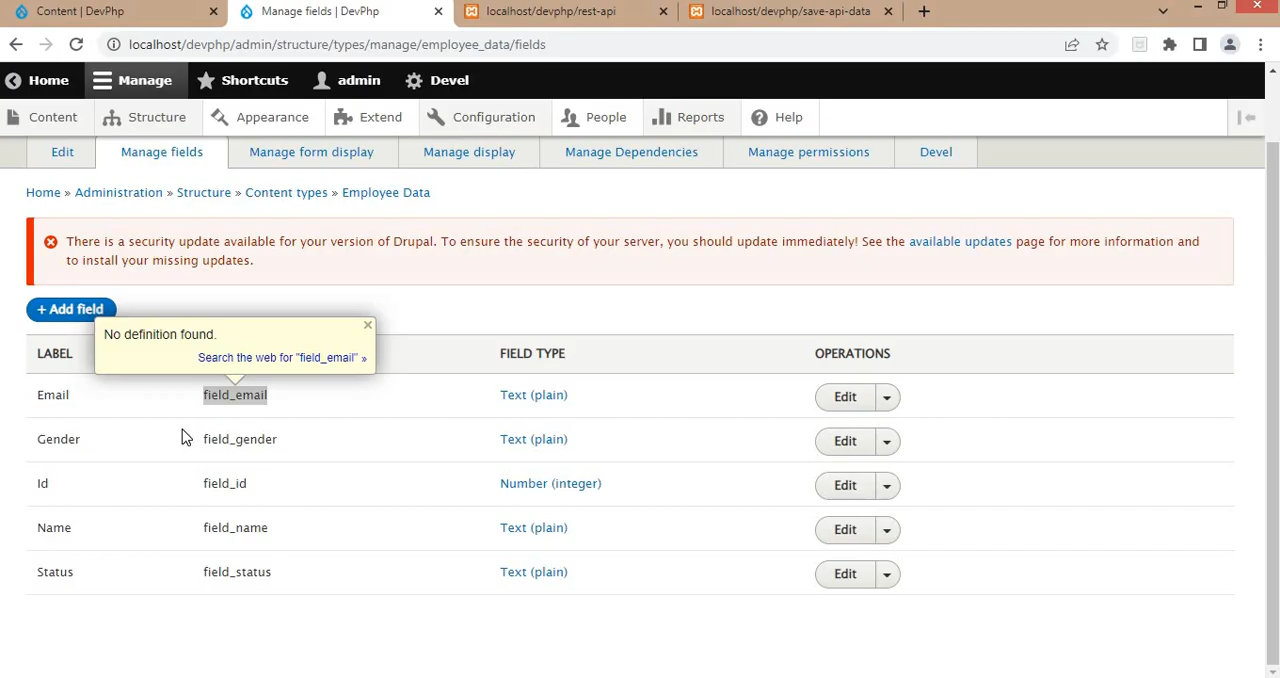 Content | DevPhp
Manage fields | DevPhp
localhost/devphp/rest-api
localhost/devphp/save-api-data
localhost/devphp/admin/structure/types/manage/employee_data/fields
Home Manage Shortcuts admin Devel
Content Structure Appearance Extend Configuration People Reports Help
Edit Manage fields Manage form display Manage display Manage Dependencies Manage permissions Devel
Home » Administration » Structure » Content types » Employee Data
There is a security update available for your version of Drupal. To ensure the security of your server, you should update immediately! See the available updates page for more information and
to install your missing updates.
+ Add field
No definition found.
Search the web for "field_email" »
LABEL FIELD TYPE OPERATIONS
Email field_email Text (plain) Edit
Gender field_gender Text (plain) Edit
Id field_id Number (integer) Edit
Name field_name Text (plain) Edit
Status field_status Text (plain) Edit